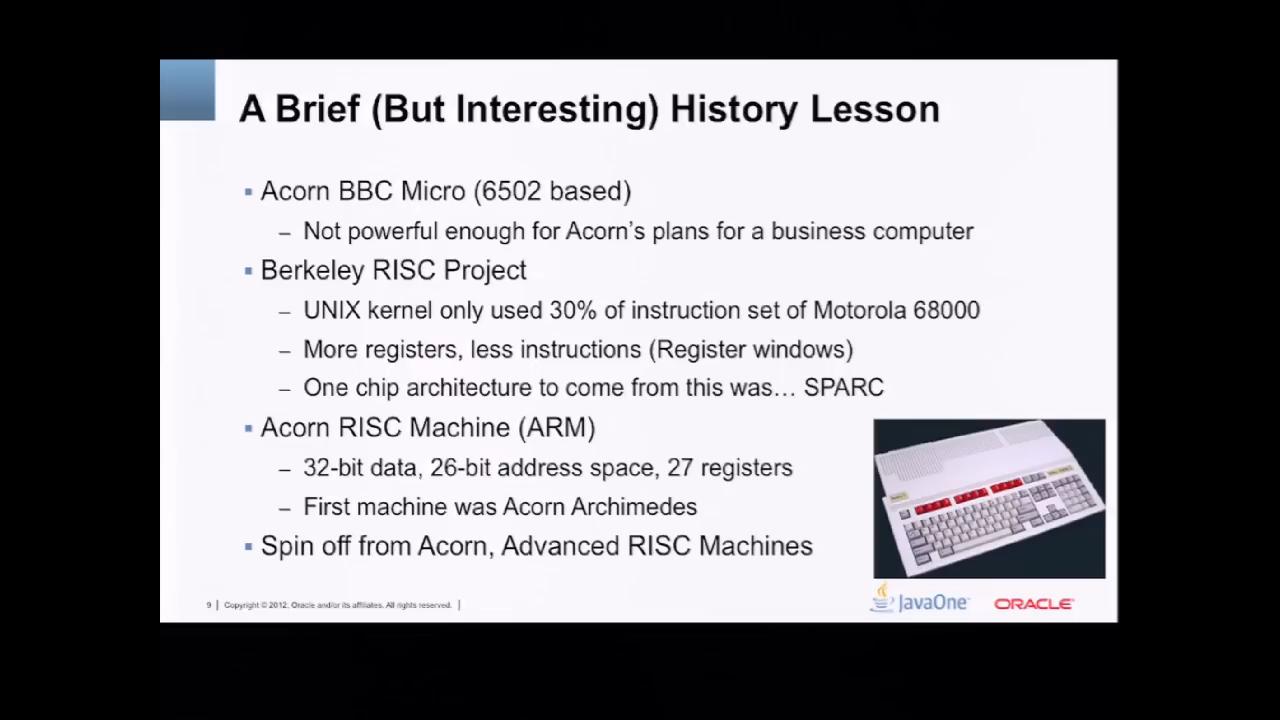 A Brief (But Interesting) History Lesson
Acorn BBC Micro (6502 based)
– Not powerful enough for Acorn’s plans for a business computer
Berkeley RISC Project
– UNIX kernel only used 30% of instruction set of Motorola 68000
– More registers, less instructions (Register windows)
– One chip architecture to come from this was… SPARC
Acorn RISC Machine (ARM)
– 32-bit data, 26-bit address space, 27 registers
– First machine was Acorn Archimedes
Spin off from Acorn, Advanced RISC Machines
9 | Copyright © 2012, Oracle and/or its affiliates. All rights reserved. |
JavaOne™
ORACLE